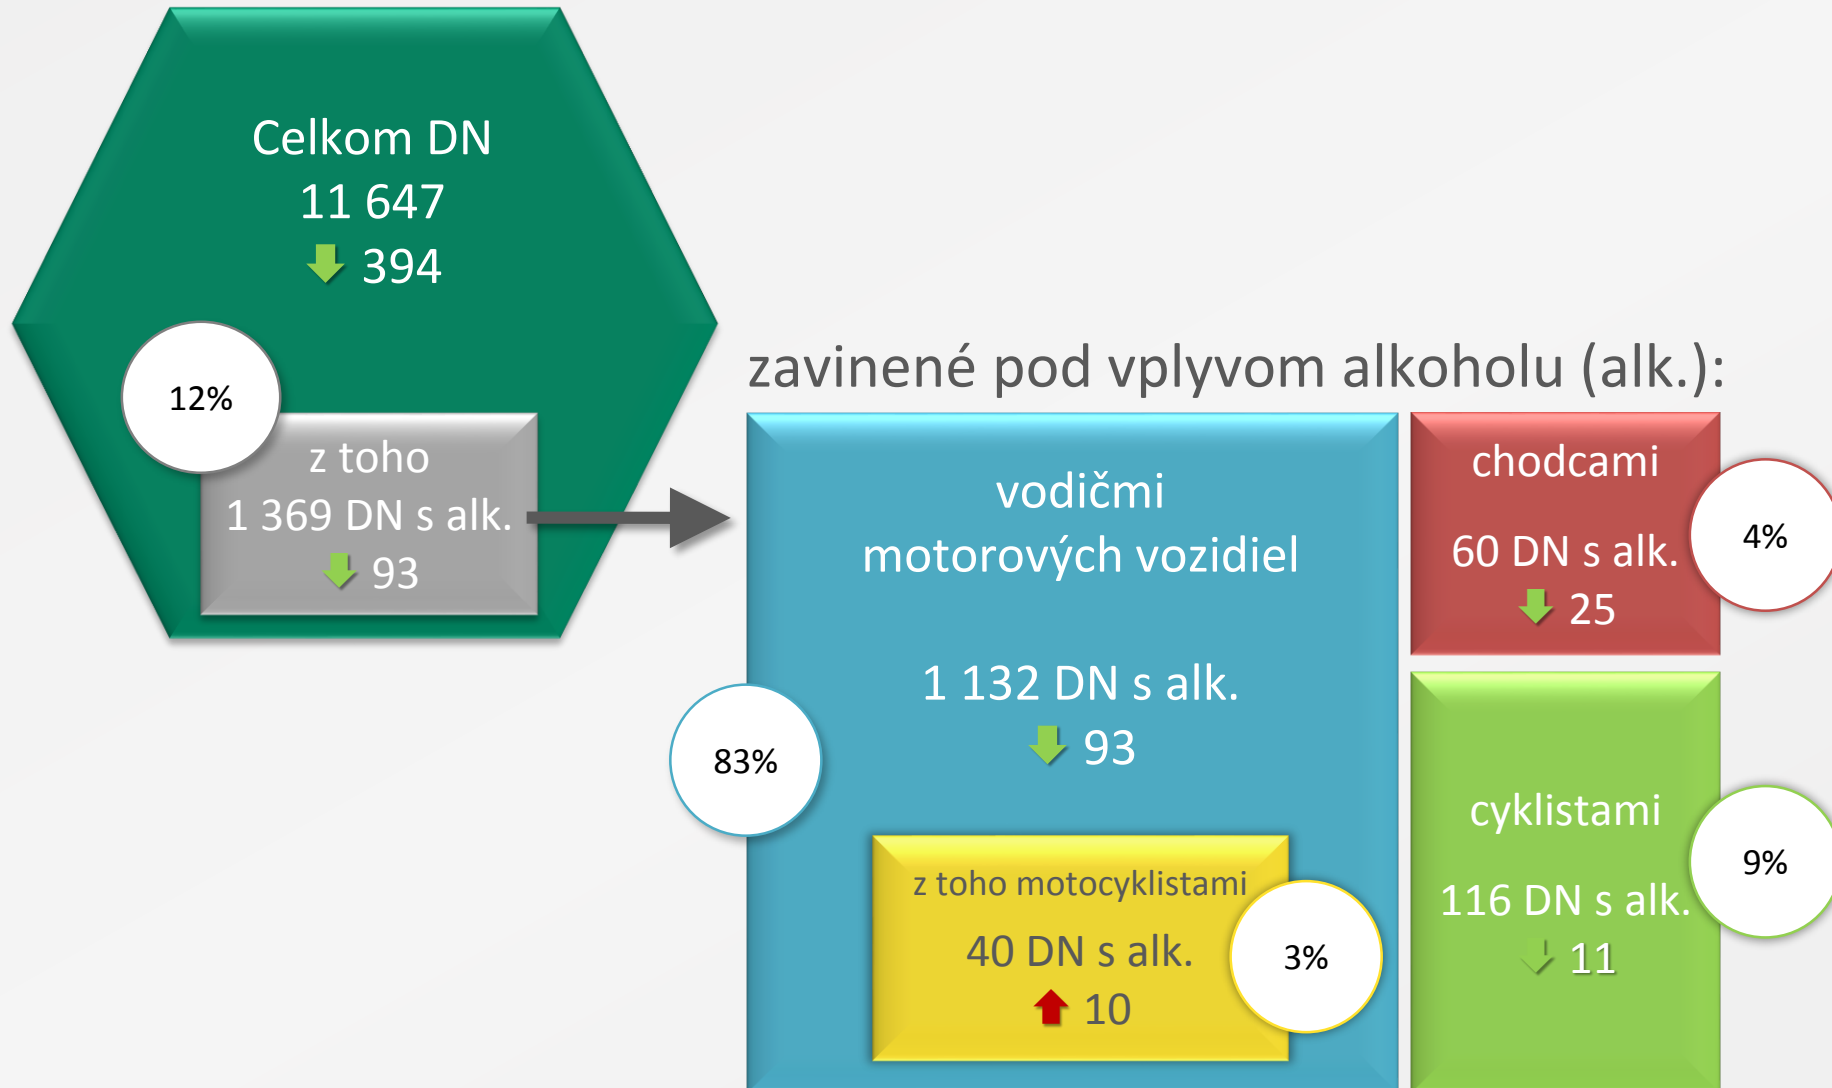 Celkom DN
11 647
394
12%
z toho
1 369 DN s alk.
93
zavinené pod vplyvom alkoholu (alk.):
vodičmi
motorových vozidiel
1 132 DN s alk.
93
83%
z toho motocyklistami
40 DN s alk.
10
3%
chodcami
60 DN s alk.
25
4%
cyklistami
116 DN s alk.
11
9%